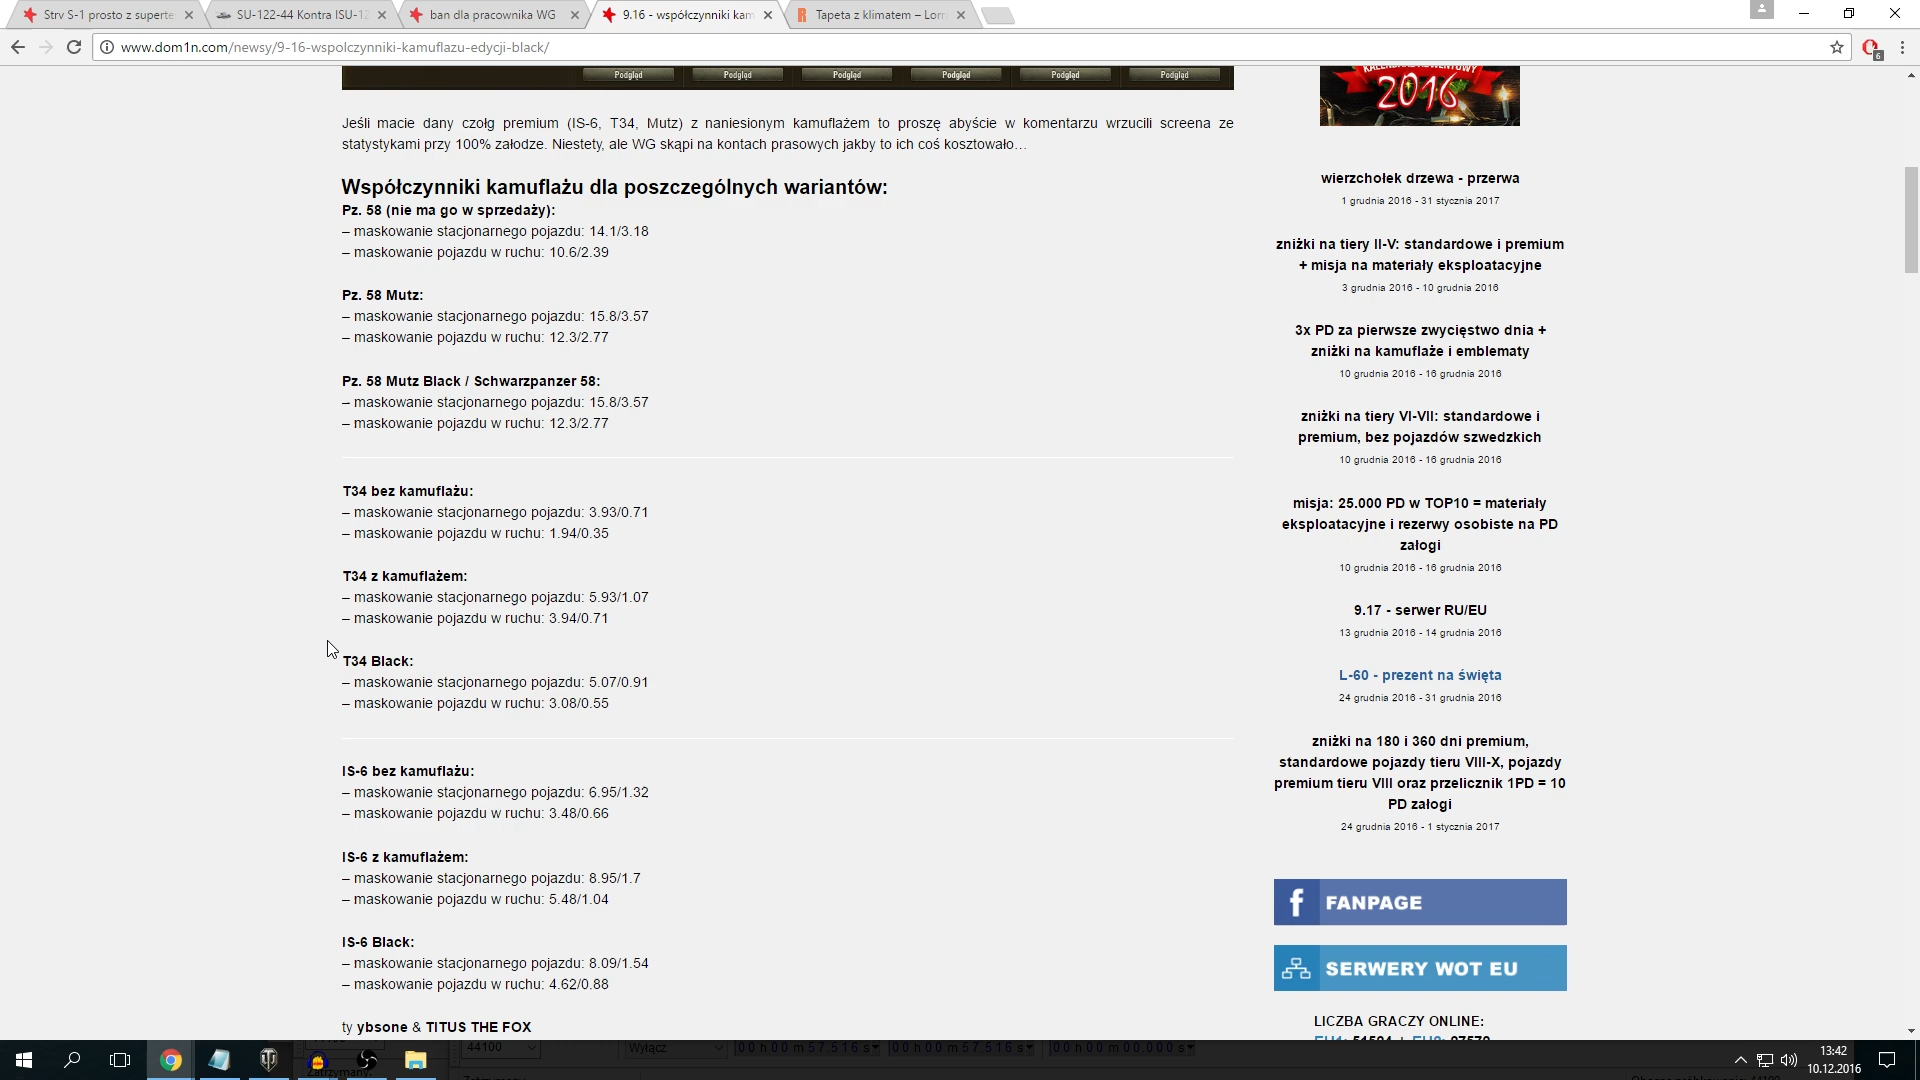 Strv S-1 prosto z superte
SU-122-44 Kontra ISU-12
ban dla pracownika WG
9.16 - współczynniki kam
Tapeta z klimatem – Lorr
www.dom1n.com/newsy/9-16-wspolczynniki-kamuflazu-edycji-black/
6
Podgląd Podgląd Podgląd Podgląd Podgląd Podgląd
Jeśli macie dany czołg premium (IS-6, T34, Mutz) z naniesionym kamuflażem to proszę abyście w komentarzu wrzucili screena ze
statystykami przy 100% załodze. Niestety, ale WG skąpi na kontach prasowych jakby to ich coś kosztowało…
Współczynniki kamuflażu dla poszczególnych wariantów:
Pz. 58 (nie ma go w sprzedaży):
– maskowanie stacjonarnego pojazdu: 14.1/3.18
– maskowanie pojazdu w ruchu: 10.6/2.39
Pz. 58 Mutz:
– maskowanie stacjonarnego pojazdu: 15.8/3.57
– maskowanie pojazdu w ruchu: 12.3/2.77
Pz. 58 Mutz Black / Schwarzpanzer 58:
– maskowanie stacjonarnego pojazdu: 15.8/3.57
– maskowanie pojazdu w ruchu: 12.3/2.77
T34 bez kamuflażu:
– maskowanie stacjonarnego pojazdu: 3.93/0.71
– maskowanie pojazdu w ruchu: 1.94/0.35
T34 z kamuflażem:
– maskowanie stacjonarnego pojazdu: 5.93/1.07
– maskowanie pojazdu w ruchu: 3.94/0.71
T34 Black:
– maskowanie stacjonarnego pojazdu: 5.07/0.91
– maskowanie pojazdu w ruchu: 3.08/0.55
IS-6 bez kamuflażu:
– maskowanie stacjonarnego pojazdu: 6.95/1.32
– maskowanie pojazdu w ruchu: 3.48/0.66
IS-6 z kamuflażem:
– maskowanie stacjonarnego pojazdu: 8.95/1.7
– maskowanie pojazdu w ruchu: 5.48/1.04
IS-6 Black:
– maskowanie stacjonarnego pojazdu: 8.09/1.54
– maskowanie pojazdu w ruchu: 4.62/0.88
ty ybsone & TITUS THE FOX
2016
wierzchołek drzewa - przerwa
1 grudnia 2016 - 31 stycznia 2017
zniżki na tiery II-V: standardowe i premium
+ misja na materiały eksploatacyjne
3 grudnia 2016 - 10 grudnia 2016
3x PD za pierwsze zwycięstwo dnia +
zniżki na kamuflaże i emblematy
10 grudnia 2016 - 16 grudnia 2016
zniżki na tiery VI-VII: standardowe i
premium, bez pojazdów szwedzkich
10 grudnia 2016 - 16 grudnia 2016
misja: 25.000 PD w TOP10 = materiały
eksploatacyjne i rezerwy osobiste na PD
załogi
10 grudnia 2016 - 16 grudnia 2016
9.17 - serwer RU/EU
13 grudnia 2016 - 14 grudnia 2016
L-60 - prezent na święta
24 grudnia 2016 - 31 grudnia 2016
zniżki na 180 i 360 dni premium,
standardowe pojazdy tieru VIII-X, pojazdy
premium tieru VIII oraz przelicznik 1PD = 10
PD załogi
24 grudnia 2016 - 1 stycznia 2017
FANPAGE
SERWERY WOT EU
LICZBA GRACZY ONLINE:
44100
Wyłącz
00 h 00 m 57.516 s
00 h 00 m 57.516 s
00 h 00 m 00.000 s
Zatrzymany.
13:42
10.12.2016